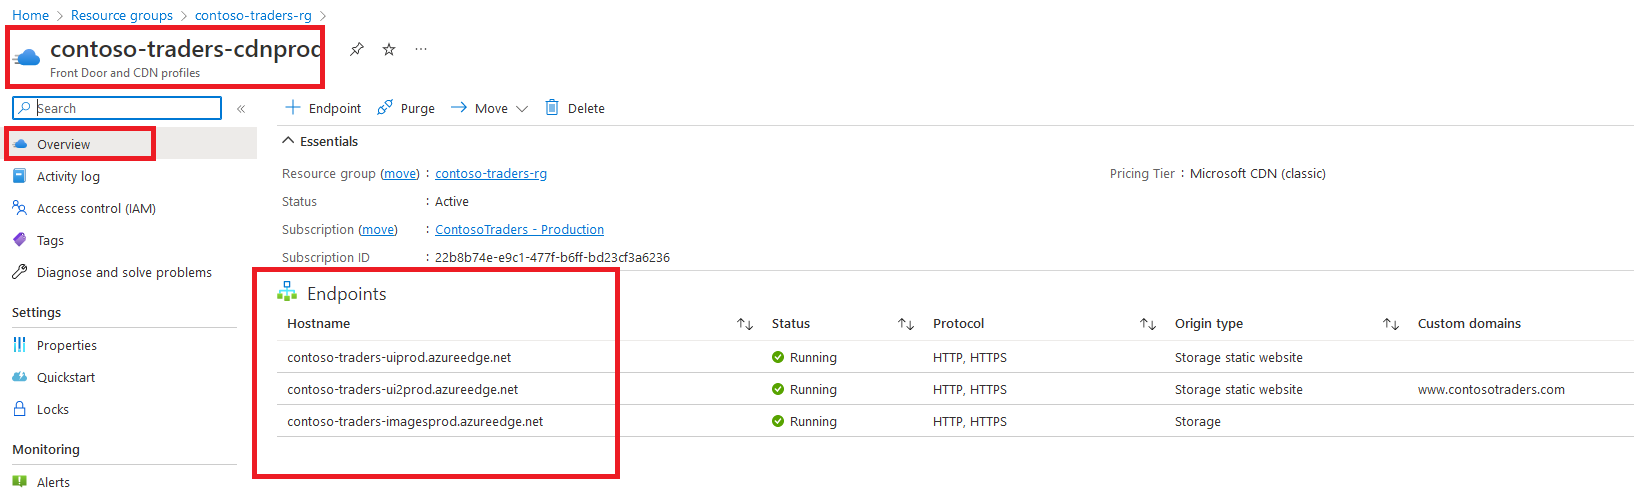 Home > Resource groups > contoso-traders-rg >
contoso-traders-cdnprod ...
Front Door and CDN profiles
Search «
+ Endpoint Purge → Move Delete
Overview
Activity log
Access control (IAM)
Tags
Diagnose and solve problems
Settings
Properties
Quickstart
Locks
Monitoring
Alerts
Essentials
Resource group (move) : contoso-traders-rg
Pricing Tier : Microsoft CDN (classic)
Status : Active
Subscription (move) : ContosoTraders - Production
Subscription ID : 22b8b74e-e9c1-477f-b6ff-bd23cf3a6236
Endpoints
Hostname ↑↓ Status ↑↓ Protocol ↑↓ Origin type ↑↓ Custom domains
contoso-traders-uiprod.azureedge.net Running HTTP, HTTPS Storage static website
contoso-traders-ui2prod.azureedge.net Running HTTP, HTTPS Storage static website www.contosotraders.com
contoso-traders-imagesprod.azureedge.net Running HTTP, HTTPS Storage